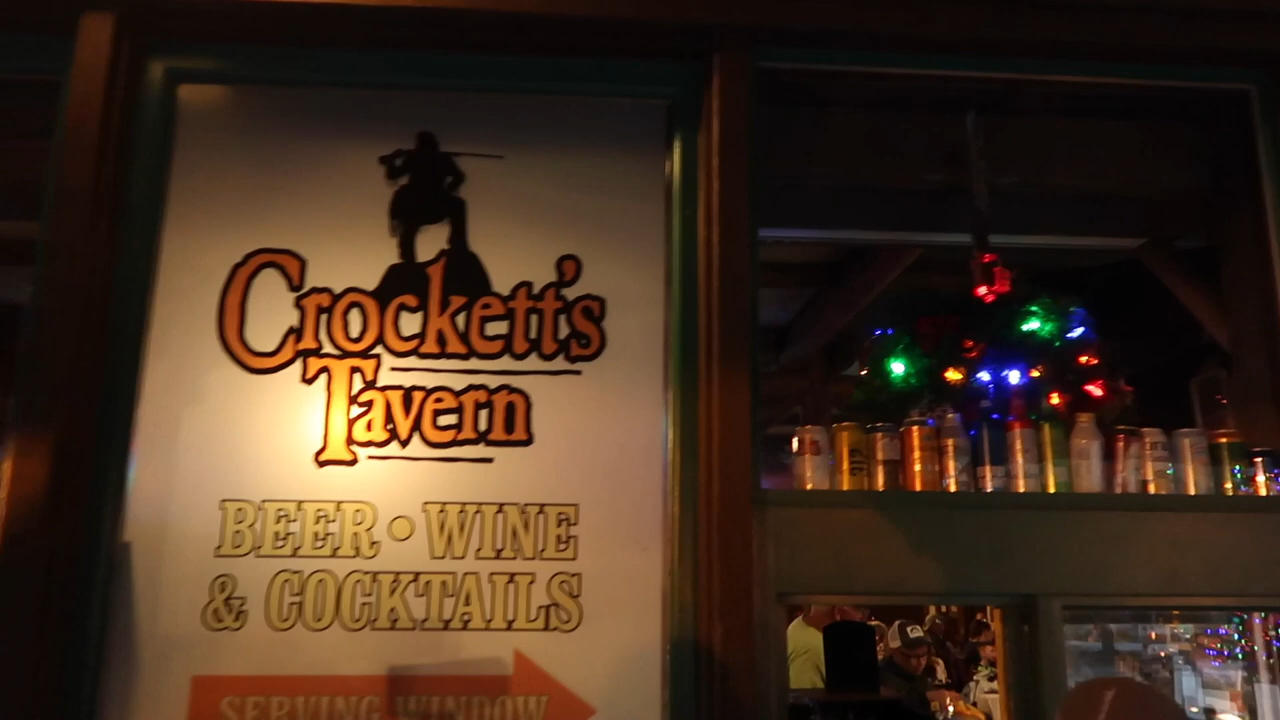 Crockett's
Tavern
BEER • WINE
& COCKTAILS
SERVING WINDOW